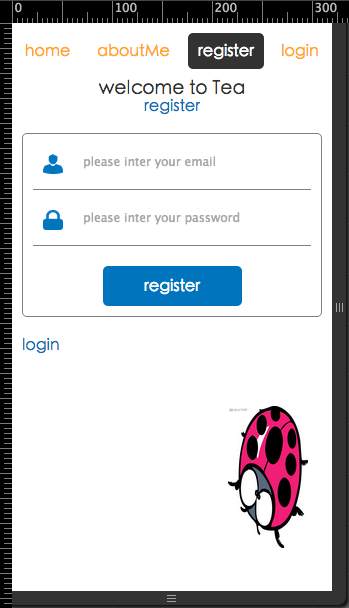 0 100 200 300
home aboutMe register login
welcome to Tea
register
please inter your email
please inter your password
register
login